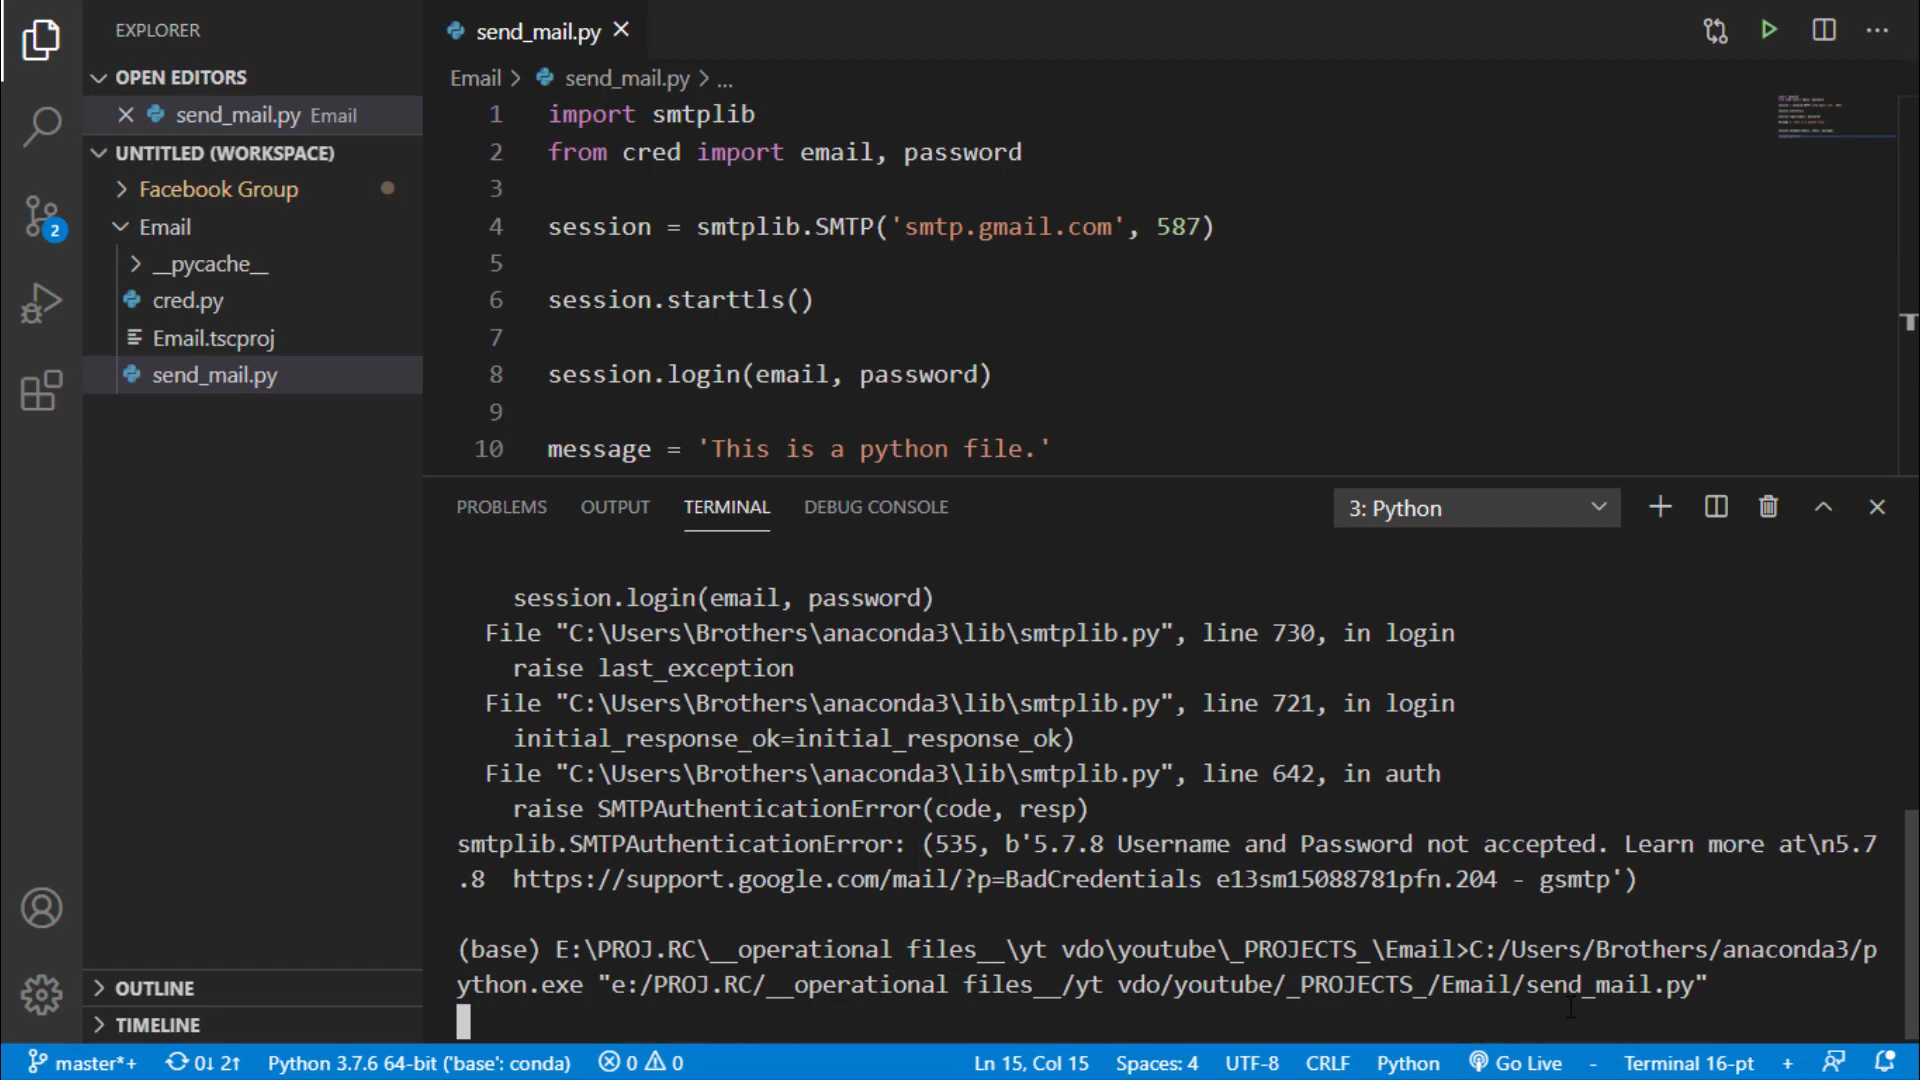 EXPLORER
OPEN EDITORS
send_mail.py Email
UNTITLED (WORKSPACE)
Facebook Group
Email
__pycache__
cred.py
Email.tscproj
send_mail.py
OUTLINE
TIMELINE
send_mail.py
Email > send_mail.py > ...
1 import smtplib
2 from cred import email, password
3
4 session = smtplib.SMTP('smtp.gmail.com', 587)
5
6 session.starttls()
7
8 session.login(email, password)
9
10 message = 'This is a python file.'
PROBLEMS OUTPUT TERMINAL DEBUG CONSOLE 3: Python
session.login(email, password)
File "C:\Users\Brothers\anaconda3\lib\smtplib.py", line 730, in login
raise last_exception
File "C:\Users\Brothers\anaconda3\lib\smtplib.py", line 721, in login
initial_response_ok=initial_response_ok)
File "C:\Users\Brothers\anaconda3\lib\smtplib.py", line 642, in auth
raise SMTPAuthenticationError(code, resp)
smtplib.SMTPAuthenticationError: (535, b'5.7.8 Username and Password not accepted. Learn more at\n5.7
.8  https://support.google.com/mail/?p=BadCredentials e13sm15088781pfn.204 - gsmtp')
(base) E:\PROJ.RC\__operational files__\yt vdo\youtube\_PROJECTS_\Email>C:/Users/Brothers/anaconda3/p
ython.exe "e:/PROJ.RC/__operational files__/yt vdo/youtube/_PROJECTS_/Email/send_mail.py"
2
master*+ 0↓ 2↑ Python 3.7.6 64-bit ('base': conda) 0 0 Ln 15, Col 15 Spaces: 4 UTF-8 CRLF Python Go Live - Terminal 16-pt +